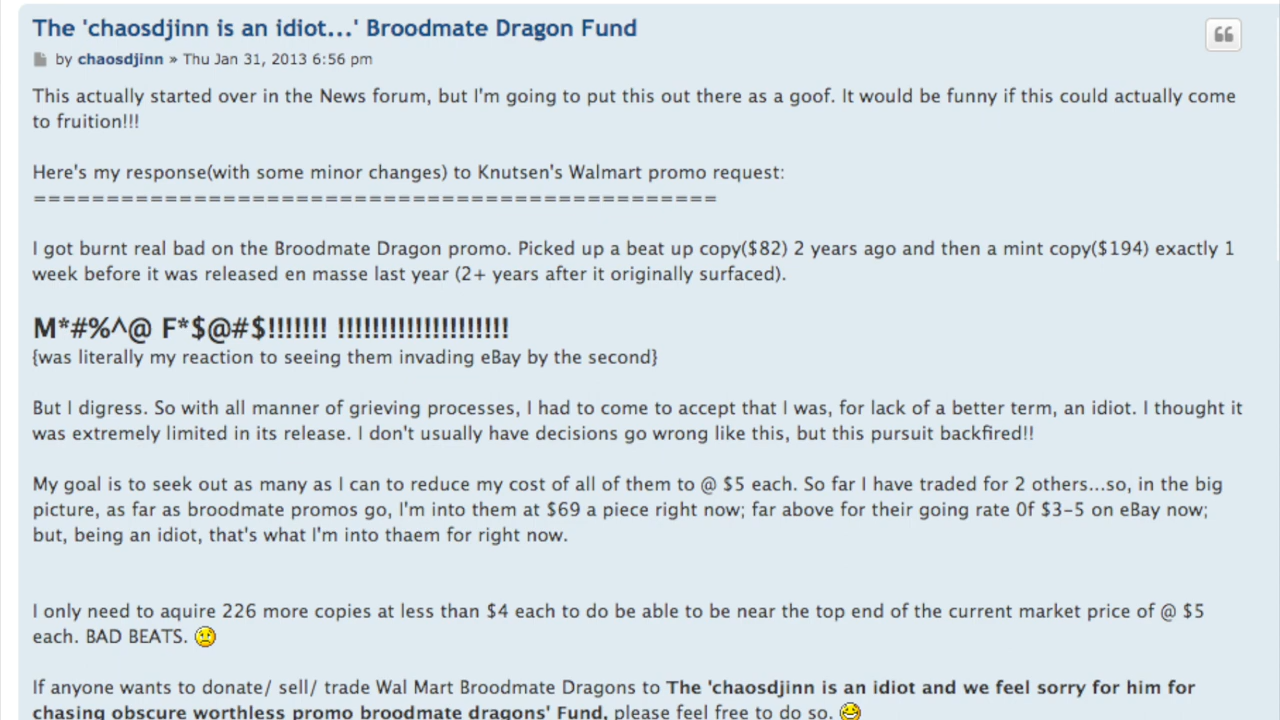 The 'chaosdjinn is an idiot...' Broodmate Dragon Fund
by chaosdjinn » Thu Jan 31, 2013 6:56 pm
This actually started over in the News forum, but I'm going to put this out there as a goof. It would be funny if this could actually come
to fruition!!!
Here's my response(with some minor changes) to Knutsen's Walmart promo request:
===============================================
I got burnt real bad on the Broodmate Dragon promo. Picked up a beat up copy($82) 2 years ago and then a mint copy($194) exactly 1
week before it was released en masse last year (2+ years after it originally surfaced).
M*#%^@ F*$@#$!!!!!!! !!!!!!!!!!!!!!!!!!!!
{was literally my reaction to seeing them invading eBay by the second}
But I digress. So with all manner of grieving processes, I had to come to accept that I was, for lack of a better term, an idiot. I thought it
was extremely limited in its release. I don't usually have decisions go wrong like this, but this pursuit backfired!!
My goal is to seek out as many as I can to reduce my cost of all of them to @ $5 each. So far I have traded for 2 others...so, in the big
picture, as far as broodmate promos go, I'm into them at $69 a piece right now; far above for their going rate 0f $3-5 on eBay now;
but, being an idiot, that's what I'm into thaem for right now.
I only need to aquire 226 more copies at less than $4 each to do be able to be near the top end of the current market price of @ $5
each. BAD BEATS.
If anyone wants to donate/ sell/ trade Wal Mart Broodmate Dragons to The 'chaosdjinn is an idiot and we feel sorry for him for
chasing obscure worthless promo broodmate dragons' Fund, please feel free to do so.